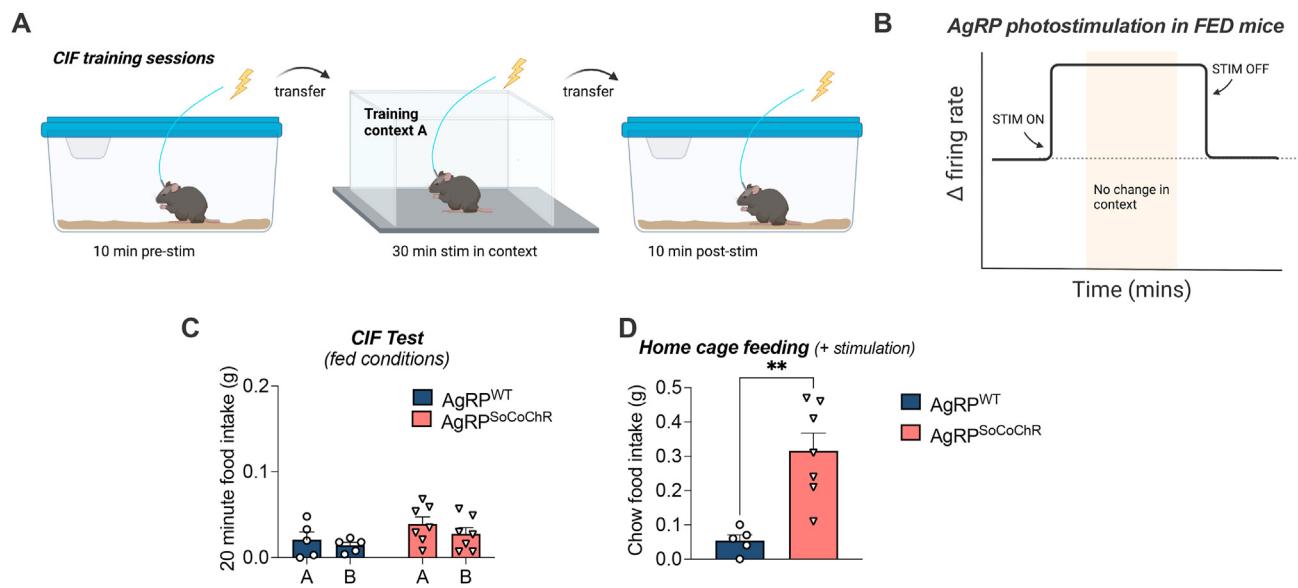 A
CIF training sessions
transfer
Training
context A
transfer
10 min pre-stim
30 min stim in context
10 min post-stim
B
AgRP photostimulation in FED mice
Δ firing rate
STIM ON
STIM OFF
No change in
context
Time (mins)
C
CIF Test
(fed conditions)
20 minute food intake (g)
0.2
0.1
0.0
A
B
A
B
AgRP^WT
AgRP^SoCoChR
D
Home cage feeding (+ stimulation)
**
Chow food intake (g)
0.5
0.4
0.3
0.2
0.1
0.0
AgRP^WT
AgRP^SoCoChR